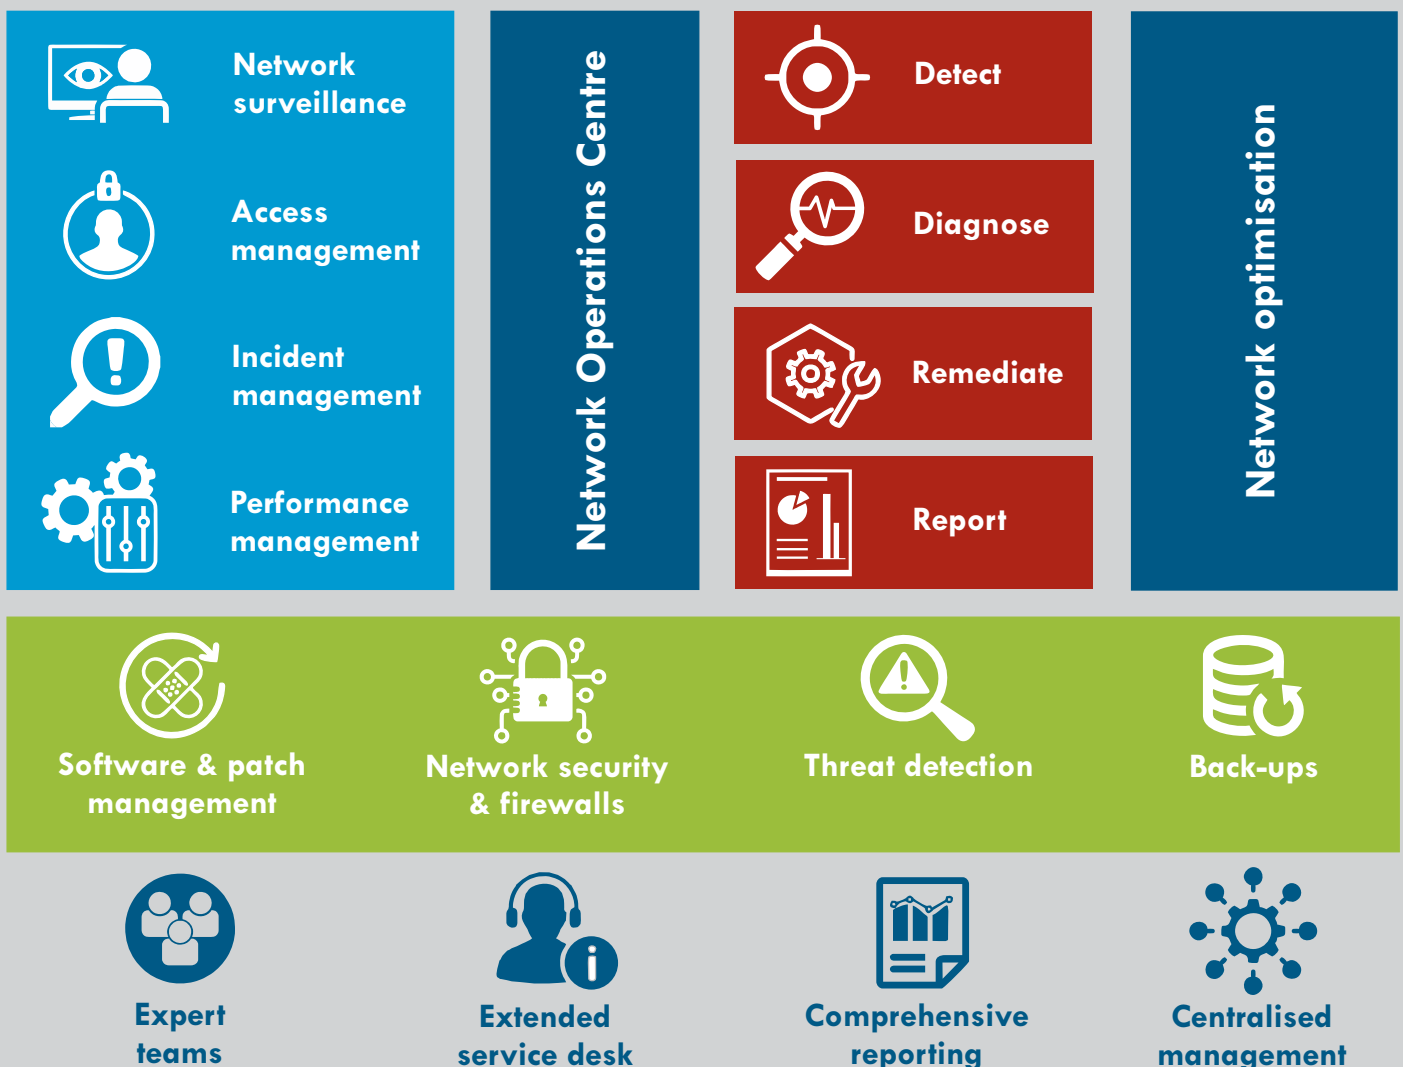 Network
surveillance
Access
management
Incident
management
Performance
management
Network Operations Centre
Detect
Diagnose
Remediate
Report
Network optimisation
Software & patch
management
Network security
& firewalls
Threat detection
Back-ups
Expert
teams
Extended
service desk
Comprehensive
reporting
Centralised
management